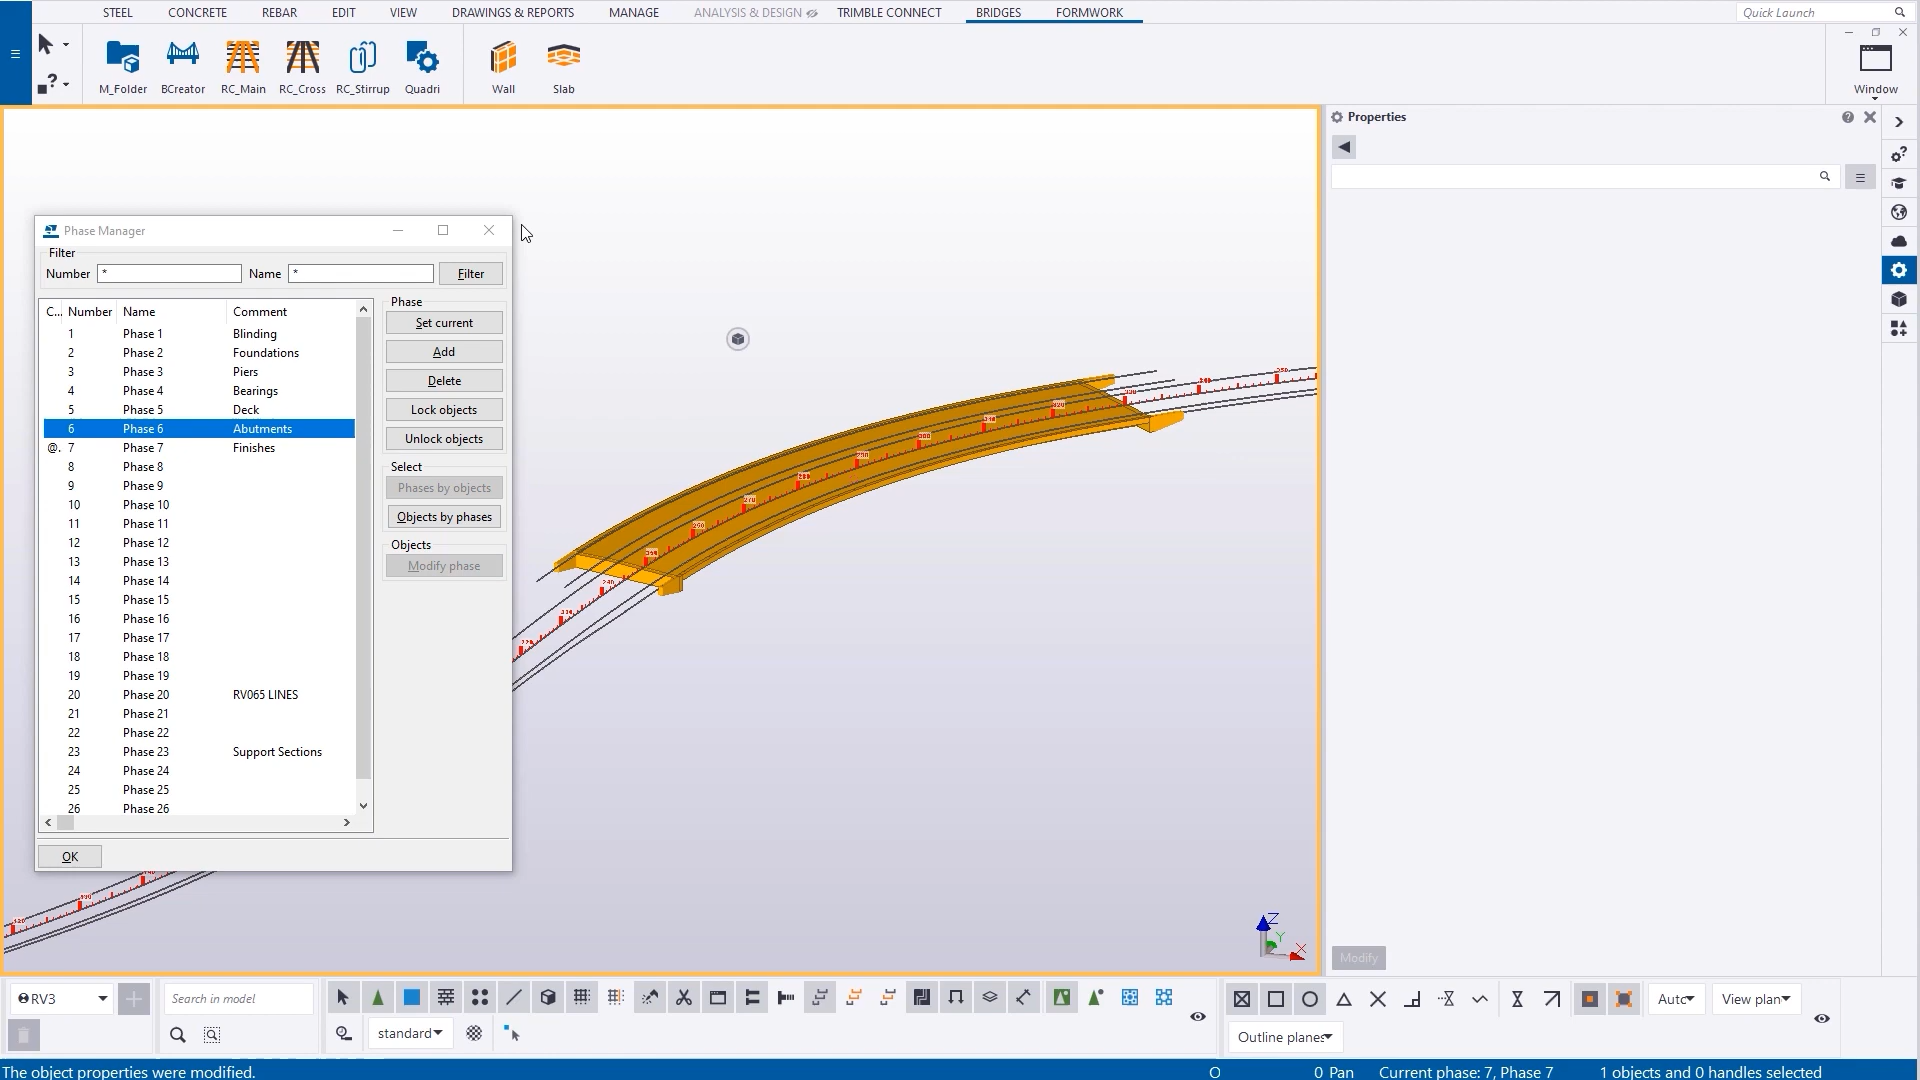 STEEL CONCRETE REBAR EDIT VIEW DRAWINGS & REPORTS MANAGE ANALYSIS & DESIGN TRIMBLE CONNECT BRIDGES FORMWORK Quick Launch
M_Folder BCreator RC_Main RC_Cross RC_Stirrup Quadri Wall Slab Window
Properties
Phase Manager
Filter
Number * Name * Filter
C... Number Name Comment
1 Phase 1 Blinding
2 Phase 2 Foundations
3 Phase 3 Piers
4 Phase 4 Bearings
5 Phase 5 Deck
6 Phase 6 Abutments
@. 7 Phase 7 Finishes
8 Phase 8
9 Phase 9
10 Phase 10
11 Phase 11
12 Phase 12
13 Phase 13
14 Phase 14
15 Phase 15
16 Phase 16
17 Phase 17
18 Phase 18
19 Phase 19
20 Phase 20 RV065 LINES
21 Phase 21
22 Phase 22
23 Phase 23 Support Sections
24 Phase 24
25 Phase 25
26 Phase 26
Phase
Set current
Add
Delete
Lock objects
Unlock objects
Select
Phases by objects
Objects by phases
Objects
Modify phase
OK
Z
Y
X
Modify
RV3 Search in model
Auto View plan
standard
Outline planes
The object properties were modified. O 0 Pan Current phase: 7, Phase 7 1 objects and 0 handles selected